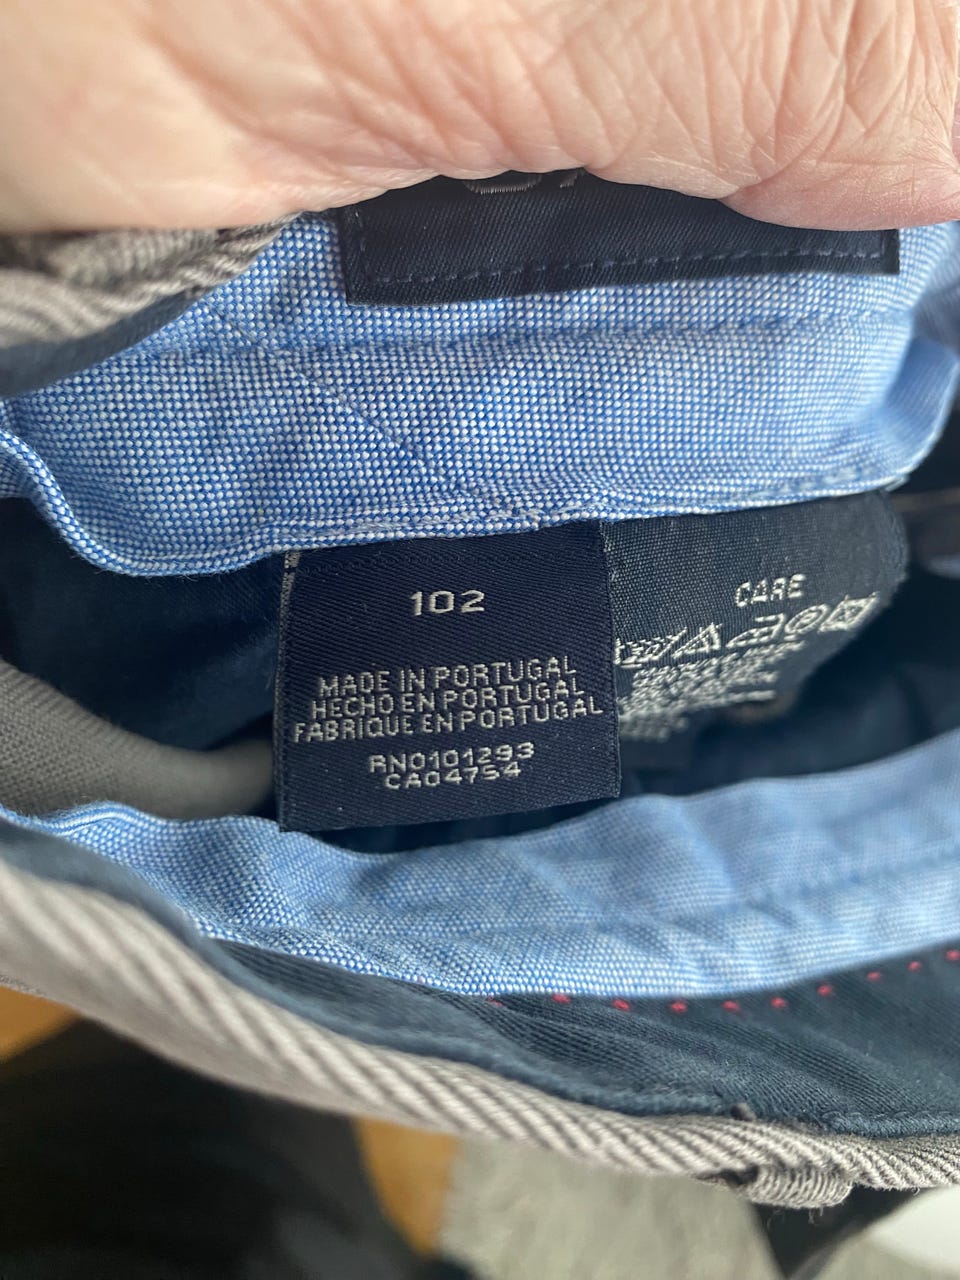 102
MADE IN PORTUGAL
HECHO EN PORTUGAL
FABRIQUE EN PORTUGAL
RN0101293
CA04754
CARE